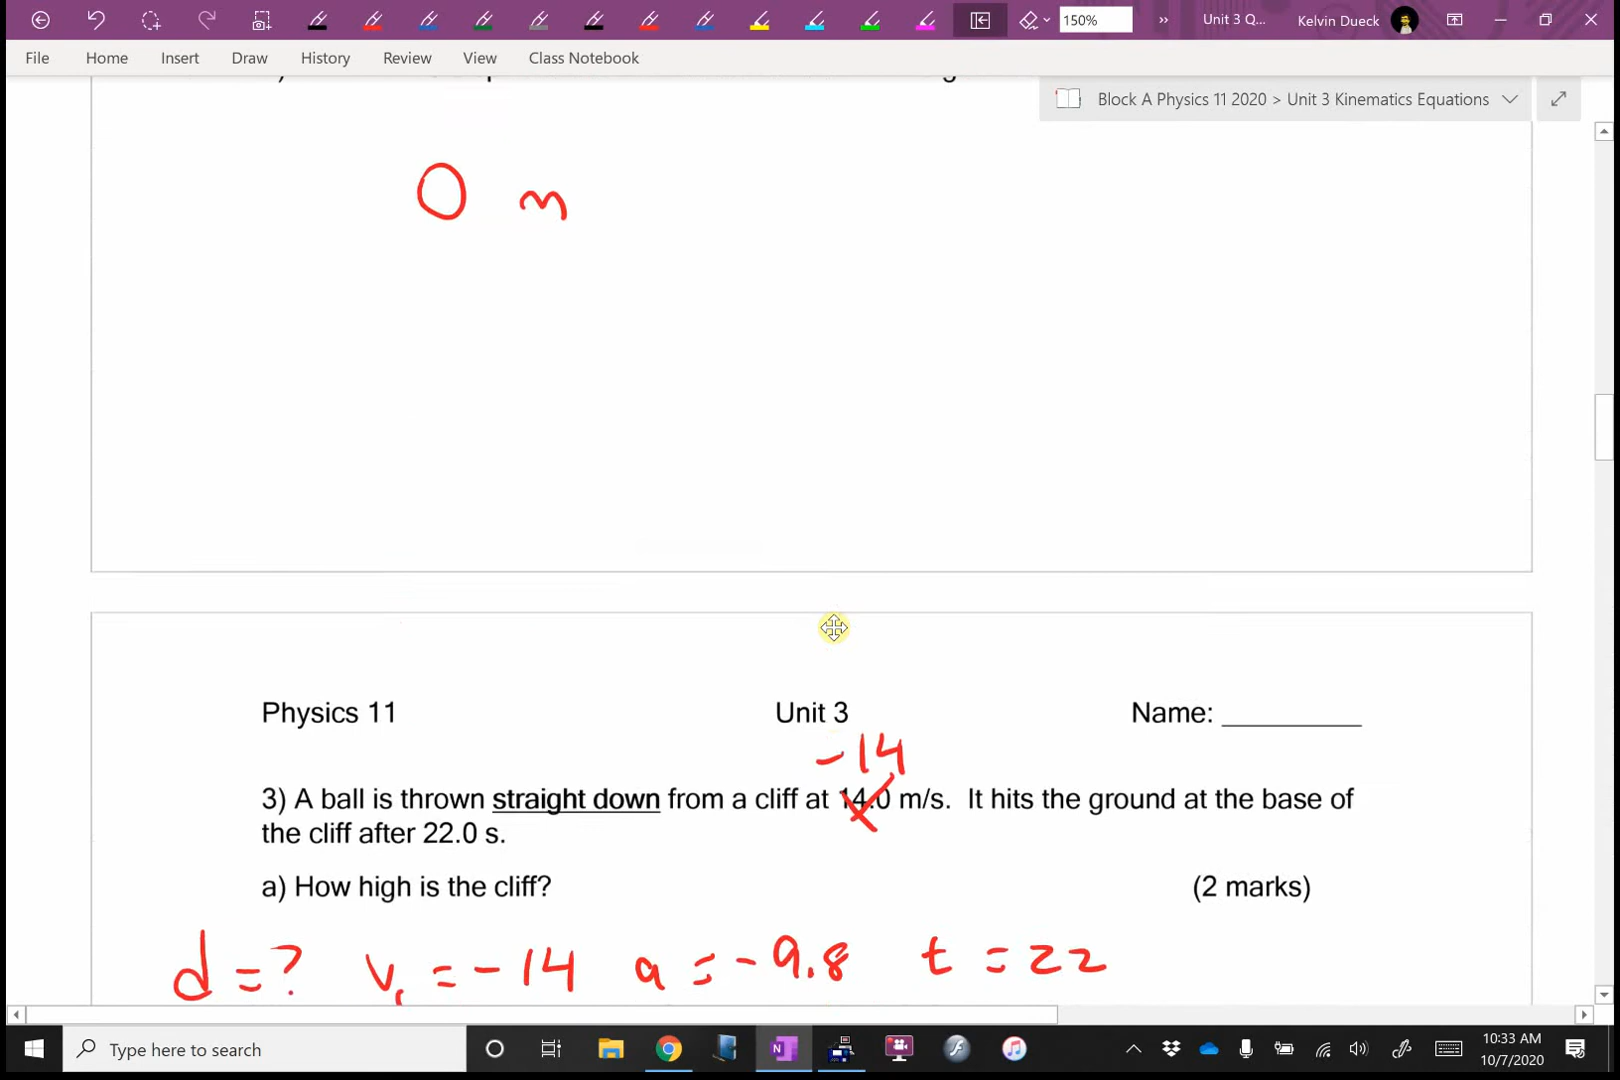 150%
»
Unit 3 Q...
Kelvin Dueck
File
Home
Insert
Draw
History
Review
View
Class Notebook
Block A Physics 11 2020 > Unit 3 Kinematics Equations
0 m
Physics 11
Unit 3
Name: __________
-14
3) A ball is thrown straight down from a cliff at 14.0 m/s. It hits the ground at the base of
the cliff after 22.0 s.
a) How high is the cliff?
(2 marks)
d = ? v₁ = -14 a = -9.8 t = 22
Type here to search
10:33 AM
10/7/2020